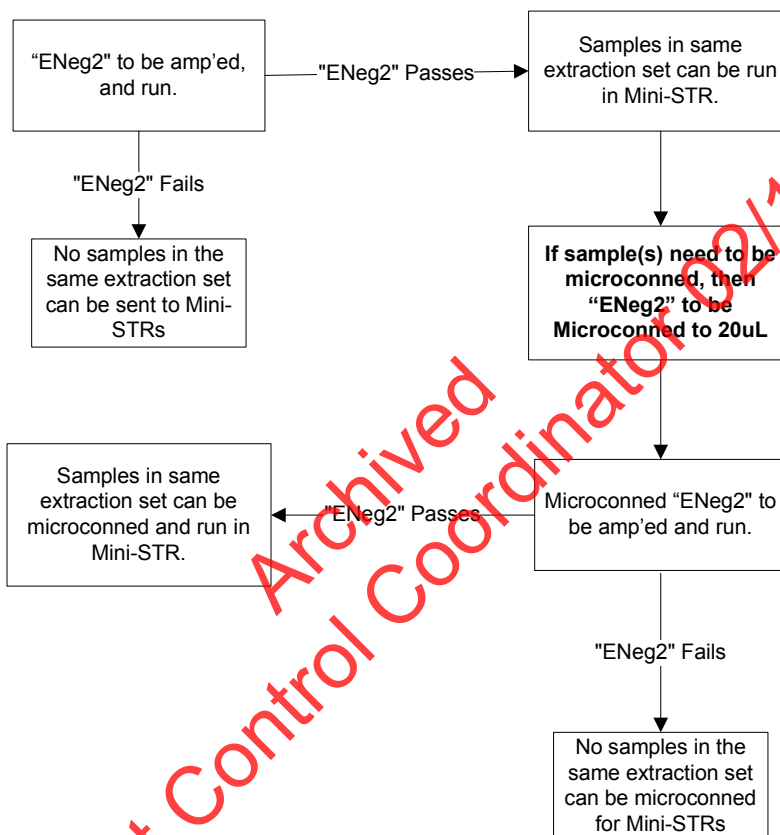 “ENeg2" to be amp’ed,
and run.
"ENeg2" Passes
Samples in same
extraction set can be run
in Mini-STR.
"ENeg2" Fails
No samples in the
same extraction set
can be sent to Mini-
STRs
If sample(s) need to be
microconned, then
“ENeg2” to be
Microconned to 20uL
Samples in same
extraction set can be
microconned and run in
Mini-STR.
"ENeg2" Passes
Microconned “ENeg2" to
be amp’ed and run.
"ENeg2" Fails
No samples in the
same extraction set
can be microconned
for Mini-STRs
Archived
Control Coordinator 02/